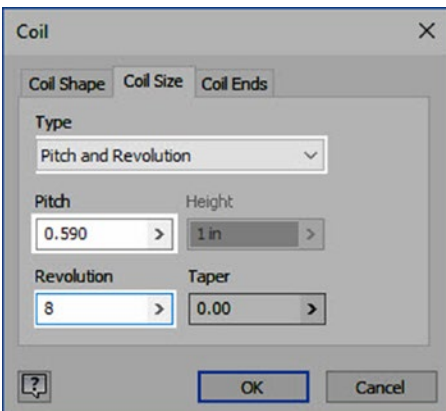 Coil
Coil Shape Coil Size Coil Ends
Type
Pitch and Revolution
Pitch Height
0.590 > 1 in >
Revolution Taper
8 > 0.00 >
? OK Cancel